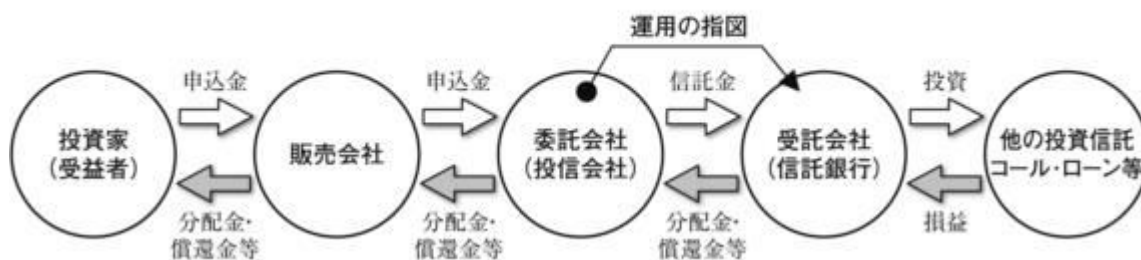 運用の指図
申込金
申込金
信託金
投資
投資家
(受益者)
販売会社
委託会社
(投信会社)
受託会社
(信託銀行)
他の投資信託
コール・ローン等
分配金・
償還金等
分配金・
償還金等
分配金・
償還金等
損益